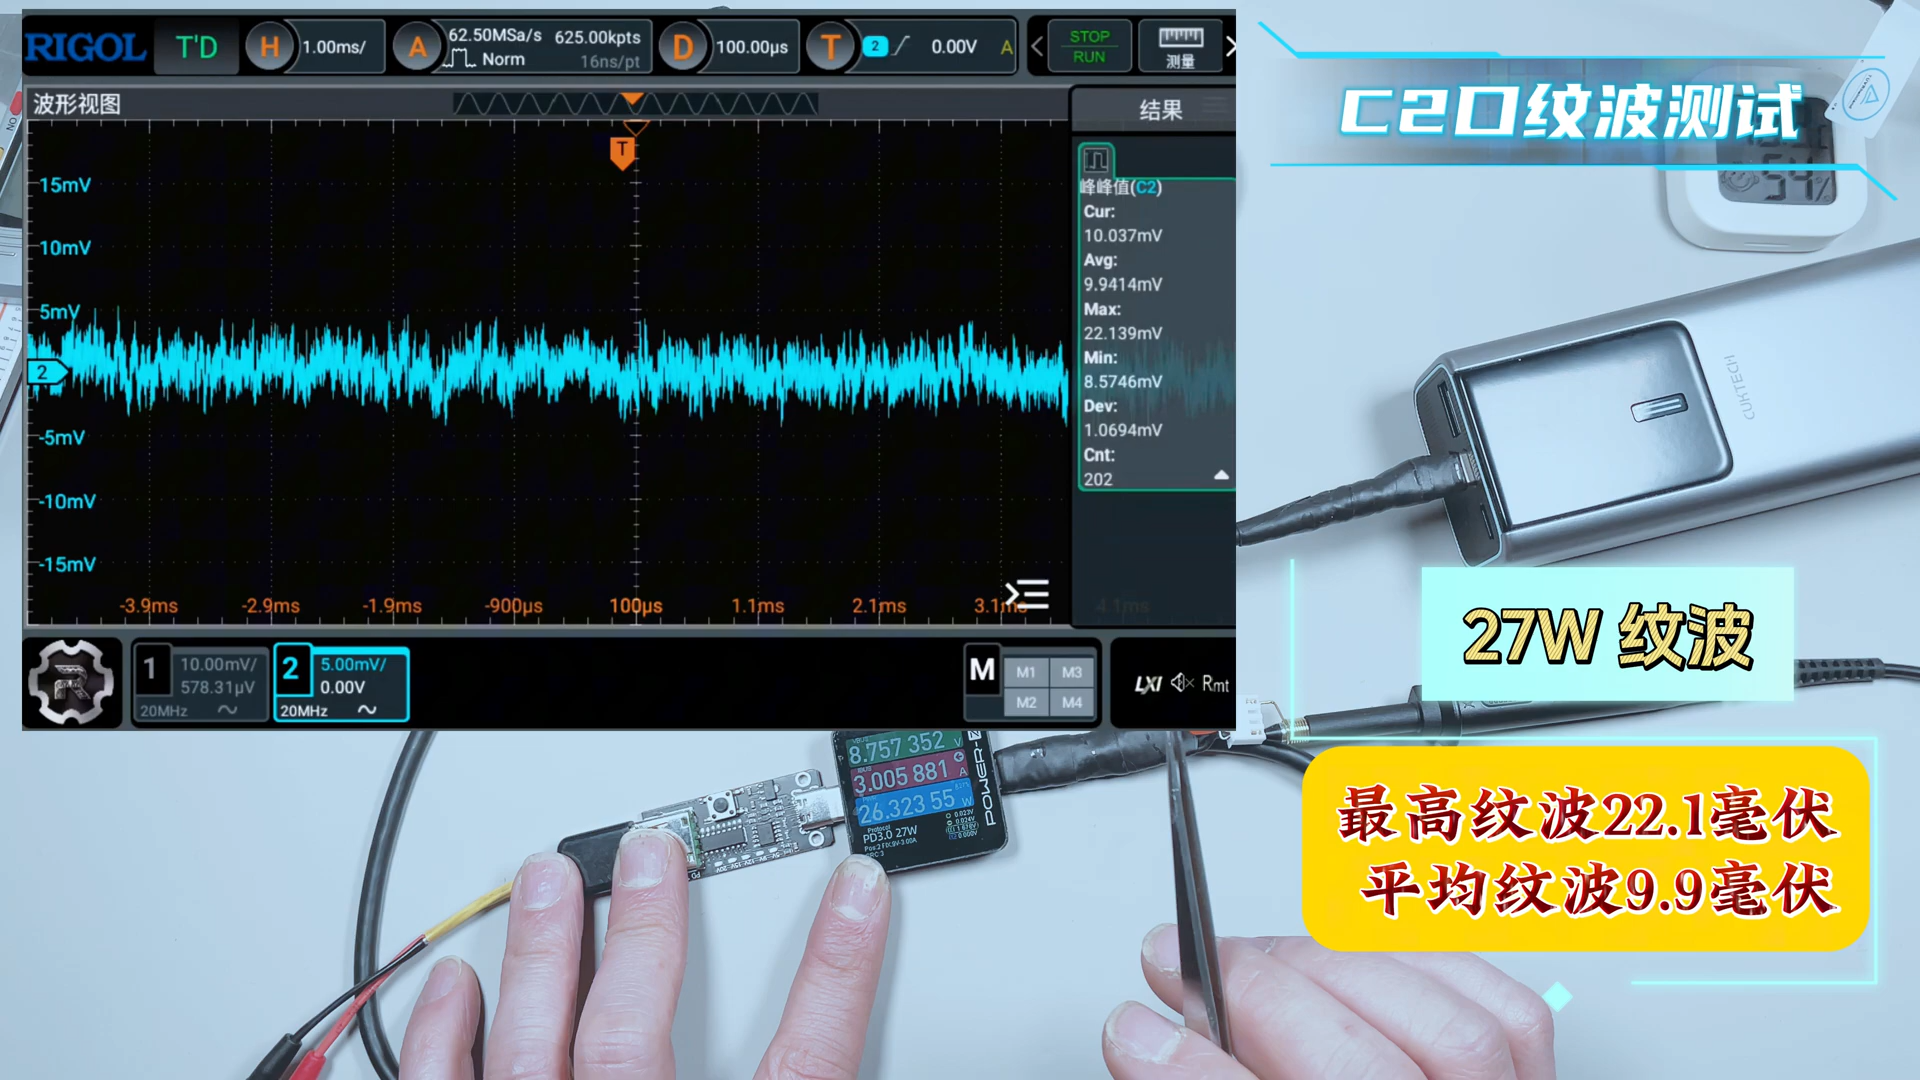 RIGOL T'D H 1.00ms/ A 62.50MSa/s 625.00kpts D 100.00μs T 2 0.00V A STOP
Norm 16ns/pt RUN 测量
波形视图
结果
T
15mV
10mV
5mV
2
-5mV
-10mV
-15mV
-3.9ms -2.9ms -1.9ms -900μs 100μs 1.1ms 2.1ms 3.1ms 4.1ms
峰峰值(C2)
Cur:
10.037mV
Avg:
9.9414mV
Max:
22.139mV
Min:
8.5746mV
Dev:
1.0694mV
Cnt:
202
1 10.00mV/
578.31μV
20MHz
2 5.00mV/
0.00V
20MHz
M M1 M3
M2 M4
LXI Rmt
C2口纹波测试
54%
CUKTECH
27W 纹波
最高纹波22.1毫伏
平均纹波9.9毫伏
8.757 352 V
3.005 881 A
26.323 55 W
Protocol
PD3.0 27W
POWER-Z